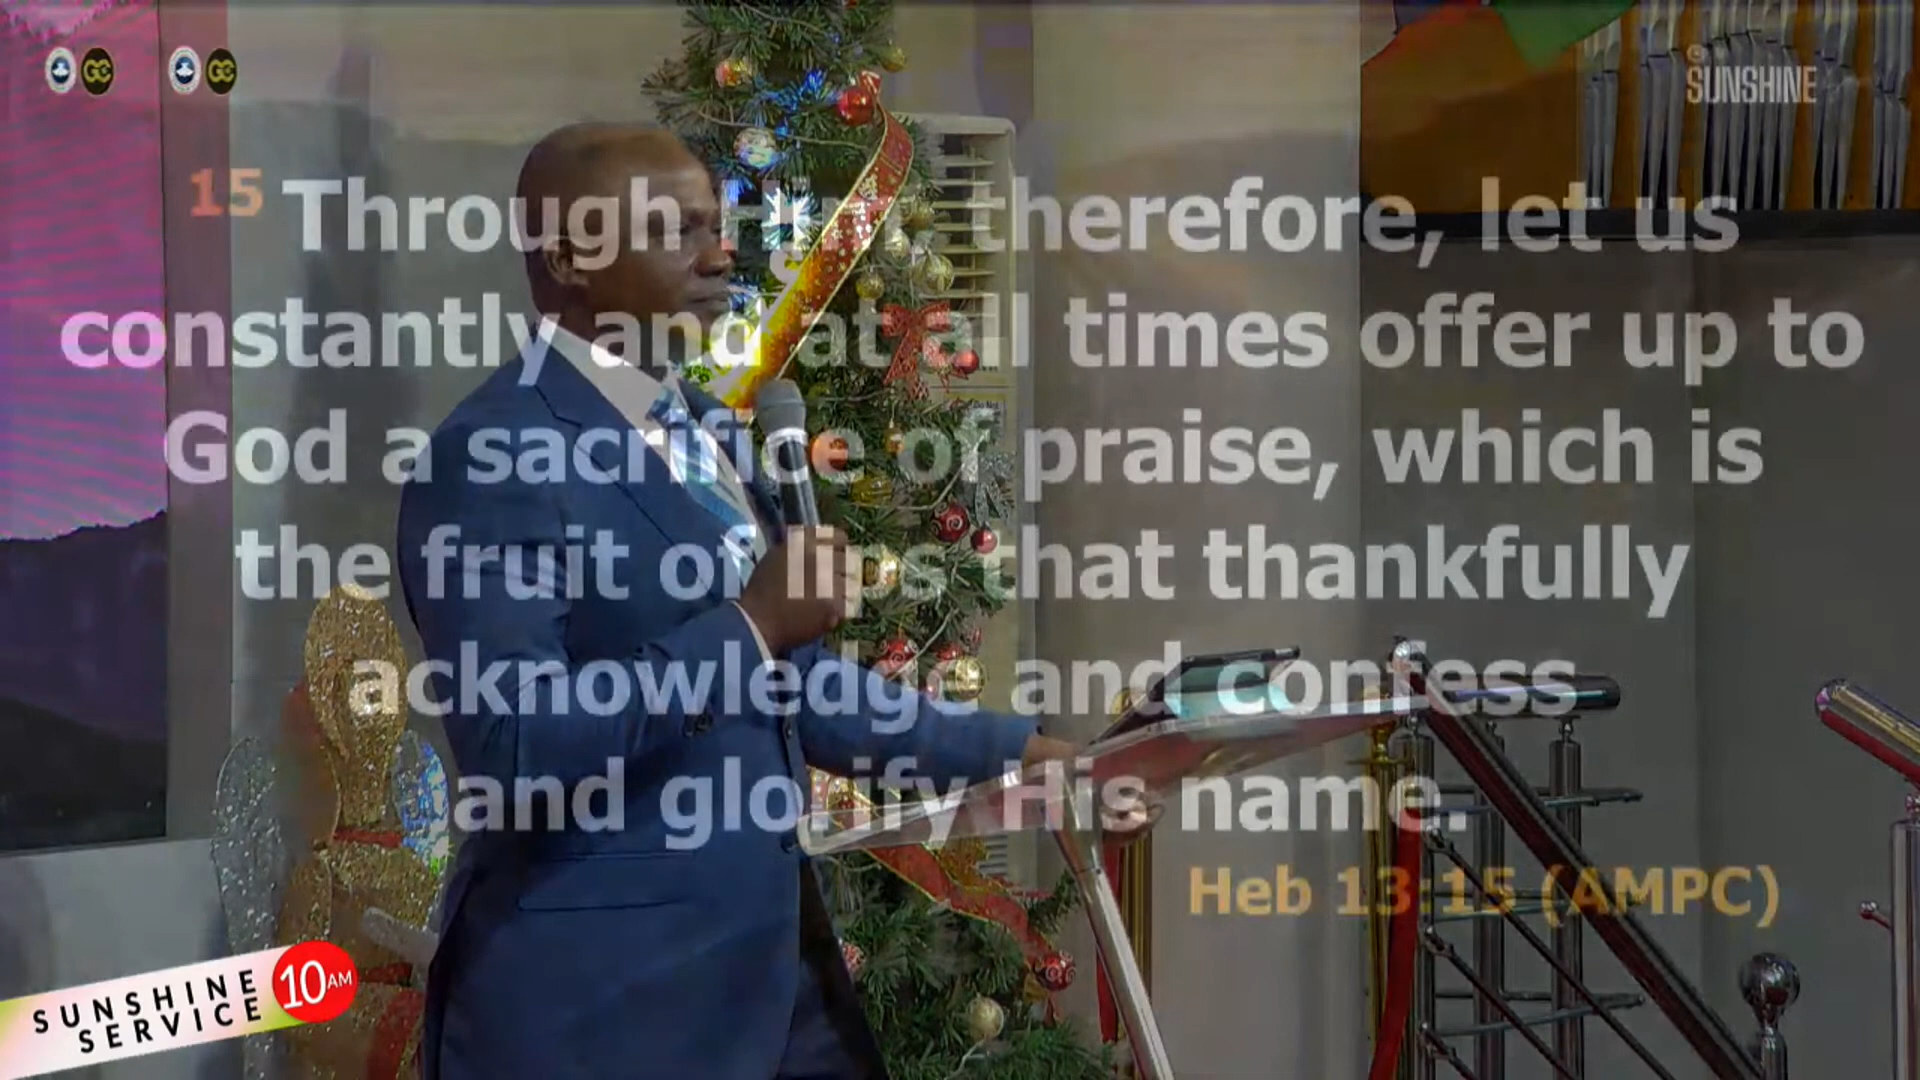 GC
GC
SUNSHINE
15 Through Him, therefore, let us
constantly and at all times offer up to
God a sacrifice of praise, which is
the fruit of lips that thankfully
acknowledge and confess
and glorify His name.
Heb 13:15 (AMPC)
SUNSHINE
SERVICE
10AM